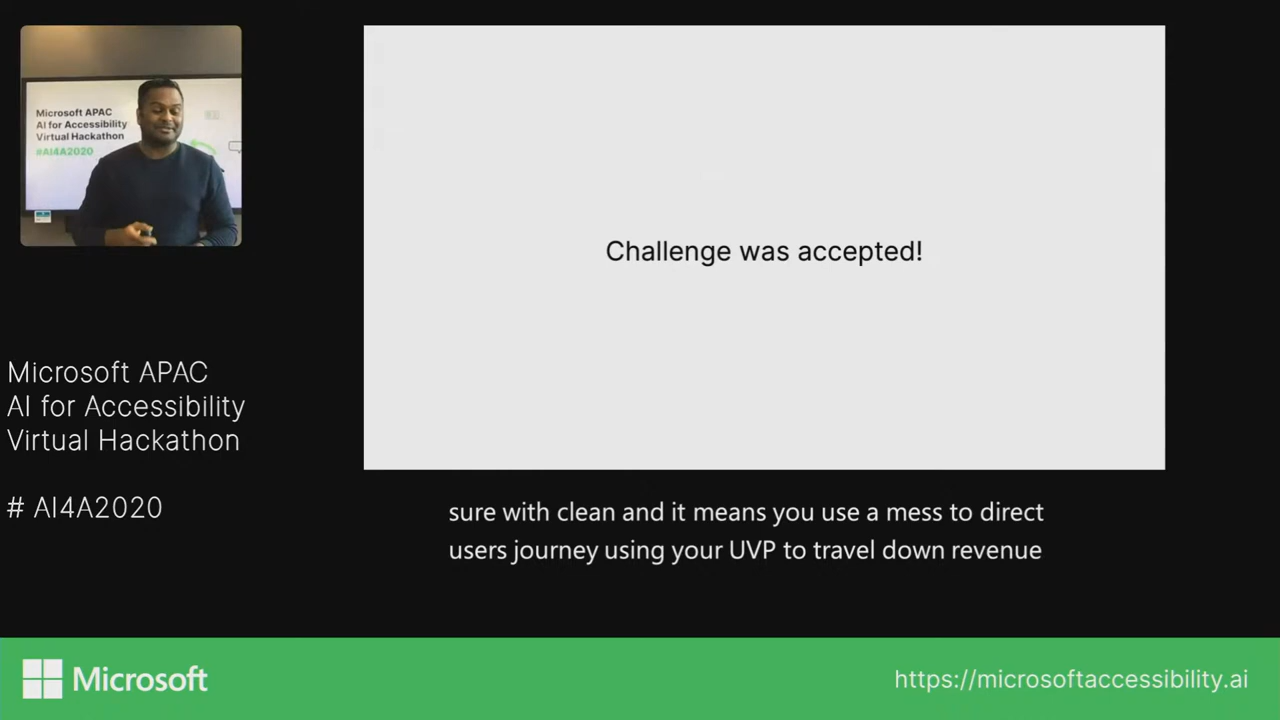 Microsoft APAC
AI for Accessibility
Virtual Hackathon
#AI4A2020
Challenge was accepted!
Microsoft APAC
AI for Accessibility
Virtual Hackathon
# AI4A2020
sure with clean and it means you use a mess to direct
users journey using your UVP to travel down revenue
Microsoft
https://microsoftaccessibility.ai